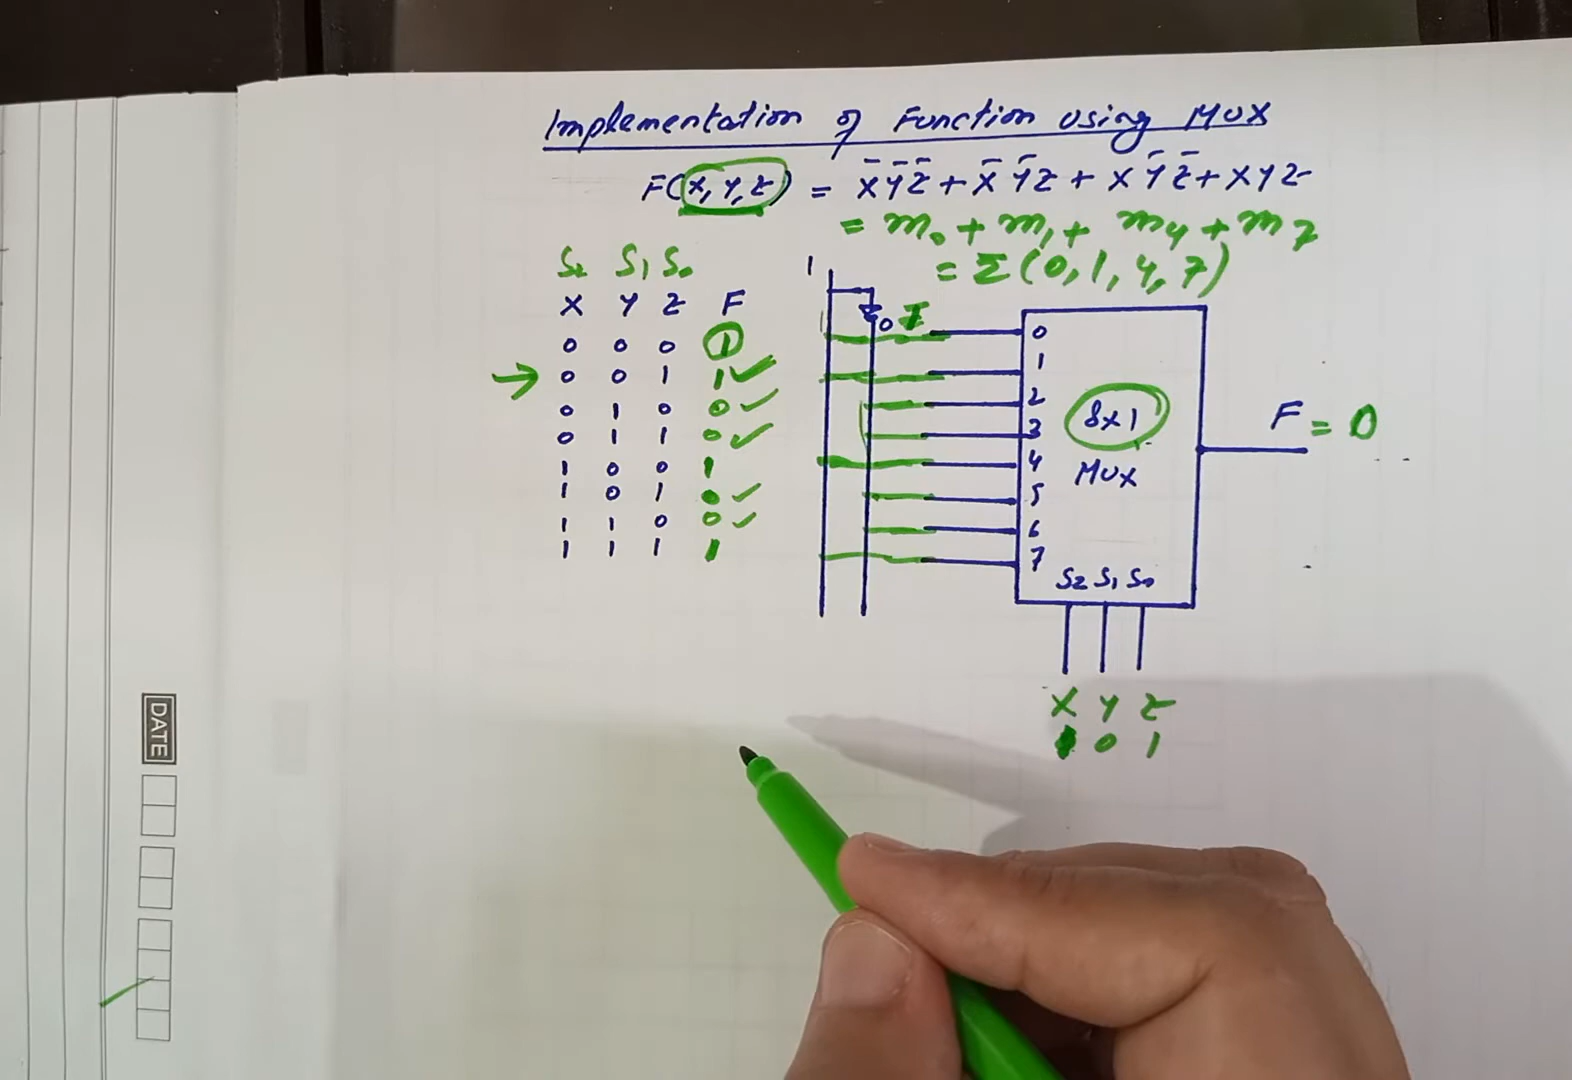 Implementation of Function using MUX
F(X, Y, Z) = X̄ȲZ̄ + X̄ȲZ + XȲZ̄ + XYZ
= m₀ + m₁ + m₄ + m₇
= Σ(0, 1, 4, 7)
S₂ S₁ S₀
X Y Z F
0 0 0 1
→ 0 0 1 1 ✓
0 1 0 0 ✓
0 1 1 0 ✓
1 0 0 1
1 0 1 0 ✓
1 1 0 0 ✓
1 1 1 1
1
0
0
1
2
3
4
5
6
7
8x1
MUX
S₂ S₁ S₀
F = 0
X Y Z
0 1
DATE